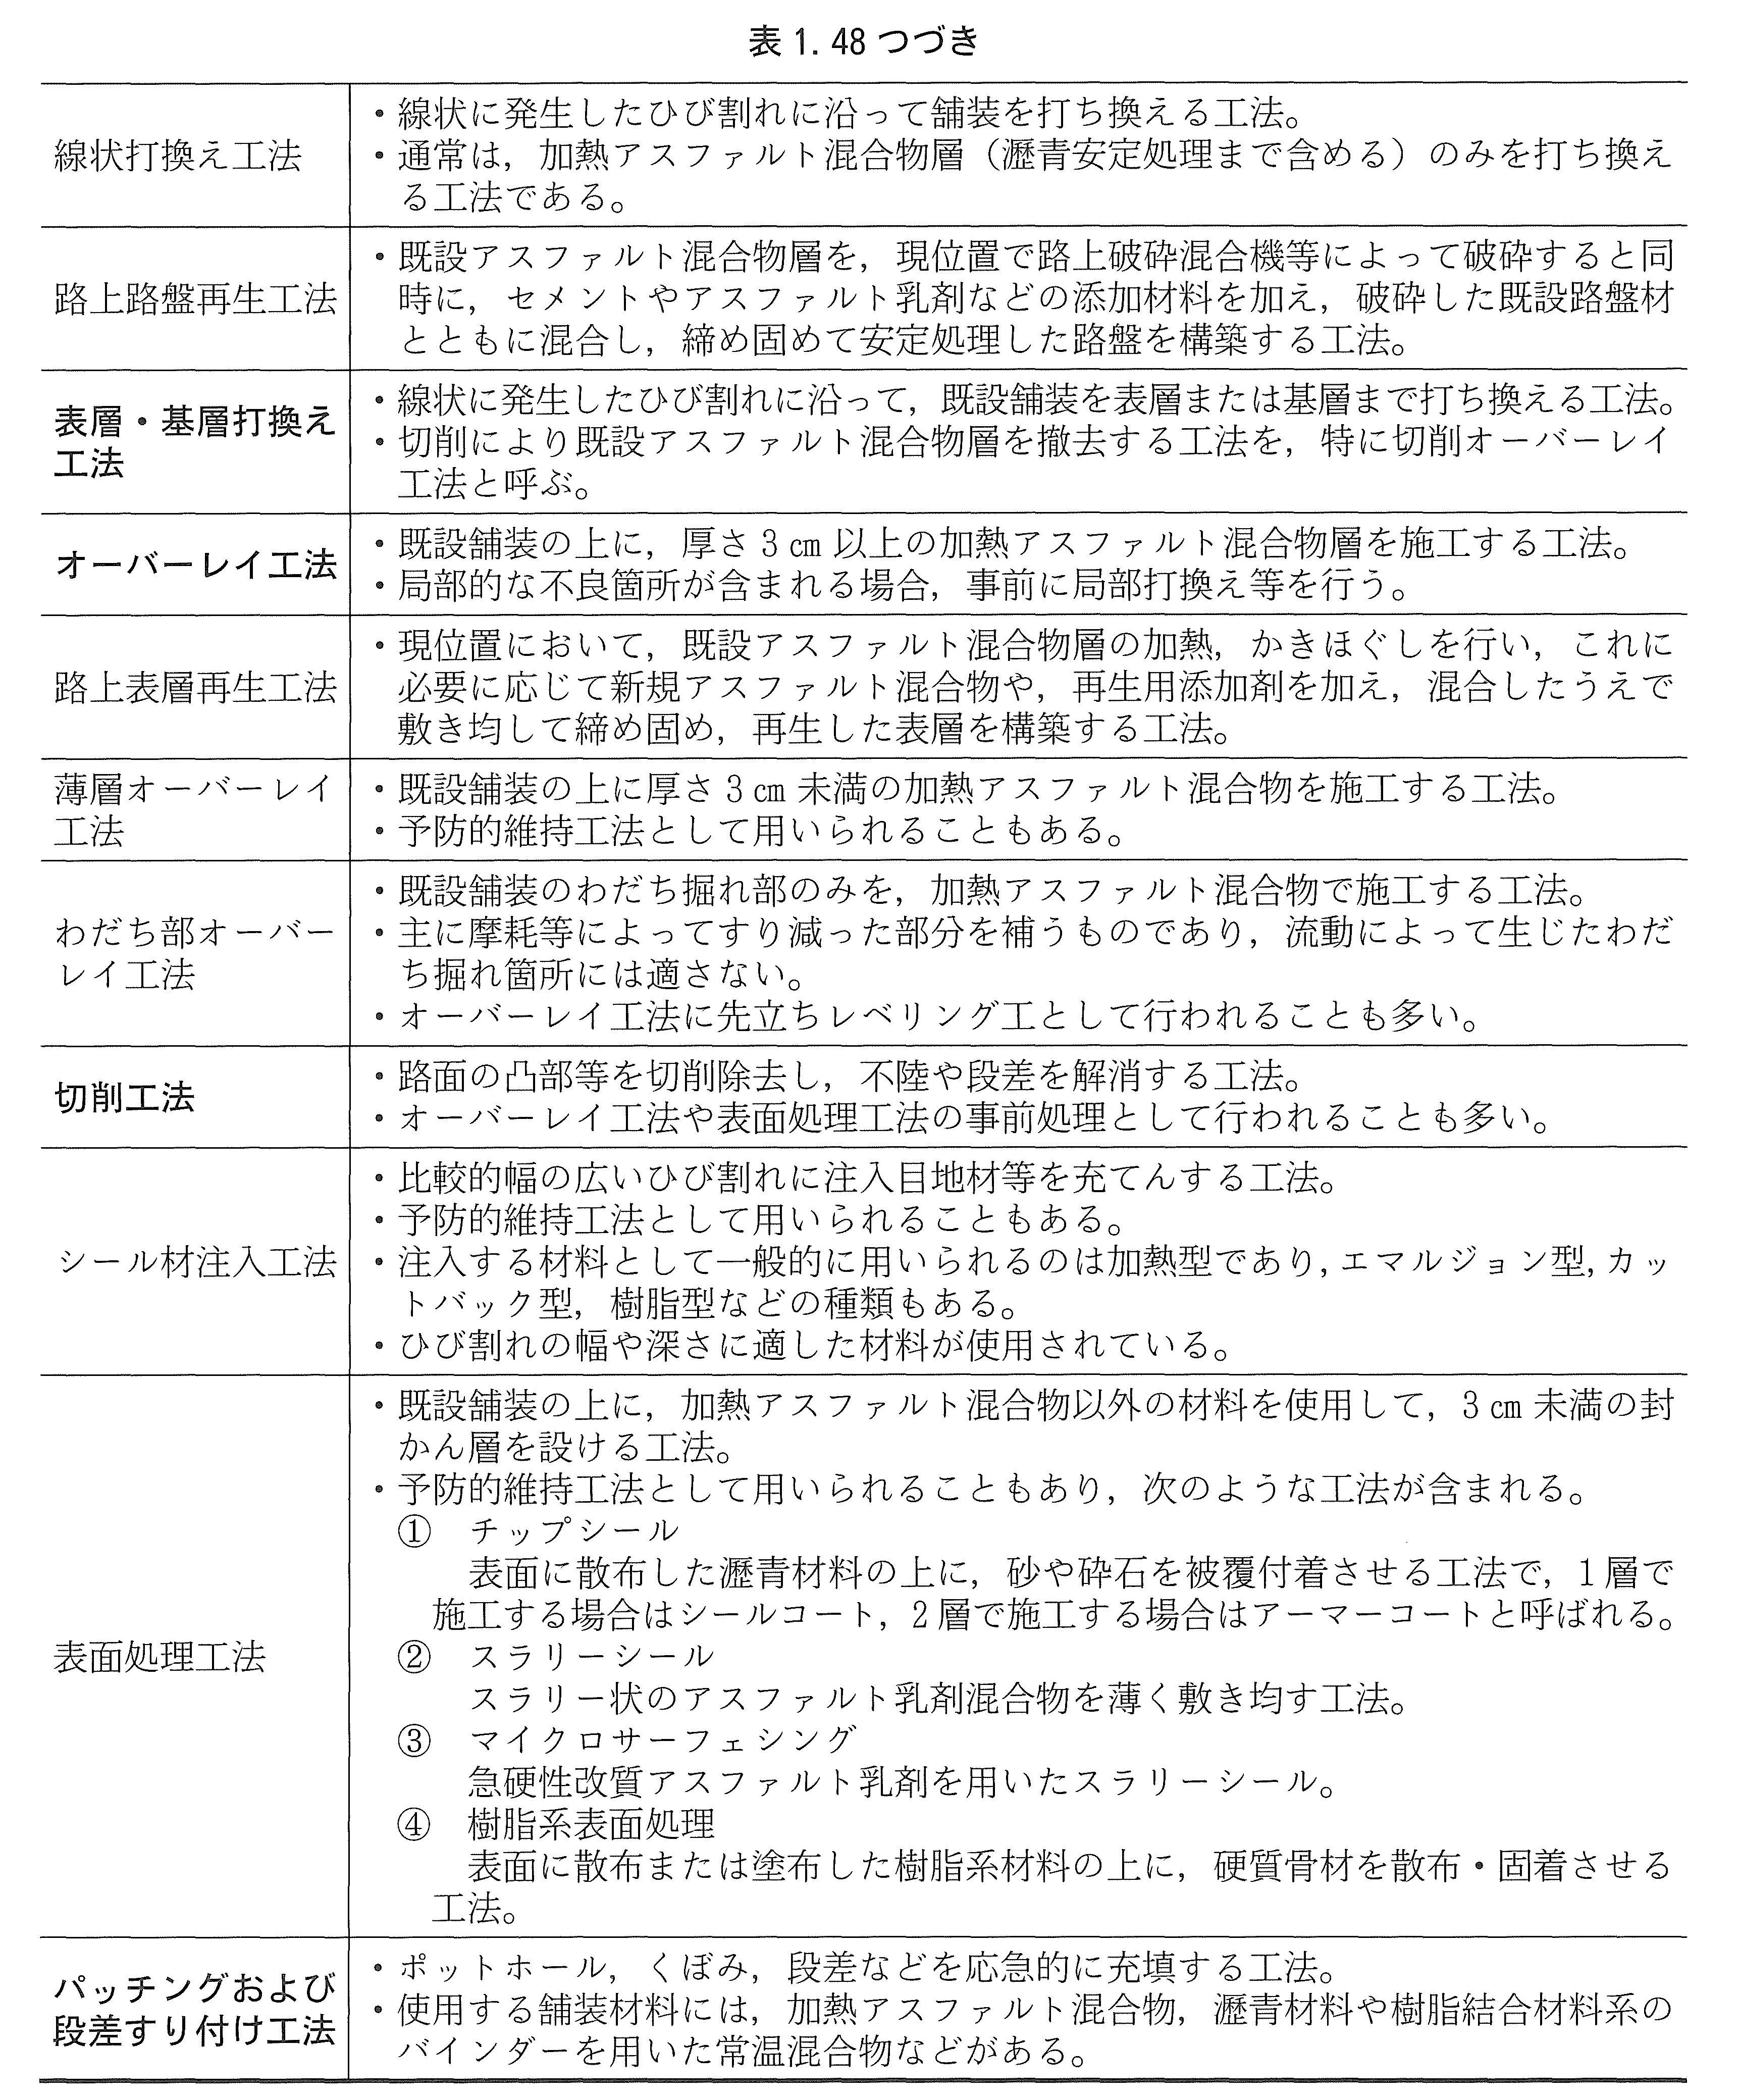 表 1. 48 つづき
線状打換え工法
・線状に発生したひび割れに沿って舗装を打ち換える工法。
・通常は，加熱アスファルト混合物層（瀝青安定処理まで含める）のみを打ち換え
る工法である。
路上路盤再生工法
・既設アスファルト混合物層を，現位置で路上破砕混合機等によって破砕すると同
時に，セメントやアスファルト乳剤などの添加材料を加え，破砕した既設路盤材
とともに混合し，締め固めて安定処理した路盤を構築する工法。
表層・基層打換え
工法
・線状に発生したひび割れに沿って，既設舗装を表層または基層まで打ち換える工法。
・切削により既設アスファルト混合物層を撤去する工法を，特に切削オーバーレイ
工法と呼ぶ。
オーバーレイ工法
・既設舗装の上に，厚さ 3 cm 以上の加熱アスファルト混合物層を施工する工法。
・局部的な不良箇所が含まれる場合，事前に局部打換え等を行う。
路上表層再生工法
・現位置において，既設アスファルト混合物層の加熱，かきほぐしを行い，これに
必要に応じて新規アスファルト混合物や，再生用添加剤を加え，混合したうえで
敷き均して締め固め，再生した表層を構築する工法。
薄層オーバーレイ
工法
・既設舗装の上に厚さ 3 cm 未満の加熱アスファルト混合物を施工する工法。
・予防的維持工法として用いられることもある。
わだち部オーバー
レイ工法
・既設舗装のわだち掘れ部のみを，加熱アスファルト混合物で施工する工法。
・主に摩耗等によってすり減った部分を補うものであり，流動によって生じたわだ
ち掘れ箇所には適さない。
・オーバーレイ工法に先立ちレベリング工として行われることも多い。
切削工法
・路面の凸部等を切削除去し，不陸や段差を解消する工法。
・オーバーレイ工法や表面処理工法の事前処理として行われることも多い。
シール材注入工法
・比較的幅の広いひび割れに注入目地材等を充てんする工法。
・予防的維持工法として用いられることもある。
・注入する材料として一般的に用いられるのは加熱型であり，エマルジョン型，カッ
トバック型，樹脂型などの種類もある。
・ひび割れの幅や深さに適した材料が使用されている。
表面処理工法
・既設舗装の上に，加熱アスファルト混合物以外の材料を使用して，3 cm 未満の封
かん層を設ける工法。
・予防的維持工法として用いられることもあり，次のような工法が含まれる。
① チップシール
表面に散布した瀝青材料の上に，砂や砕石を被覆付着させる工法で，1 層で
施工する場合はシールコート，2 層で施工する場合はアーマーコートと呼ばれる。
② スラリーシール
スラリー状のアスファルト乳剤混合物を薄く敷き均す工法。
③ マイクロサーフェシング
急硬性改質アスファルト乳剤を用いたスラリーシール。
④ 樹脂系表面処理
表面に散布または塗布した樹脂系材料の上に，硬質骨材を散布・固着させる
工法。
パッチングおよび
段差すり付け工法
・ポットホール，くぼみ，段差などを応急的に充填する工法。
・使用する舗装材料には，加熱アスファルト混合物，瀝青材料や樹脂結合材料系の
バインダーを用いた常温混合物などがある。